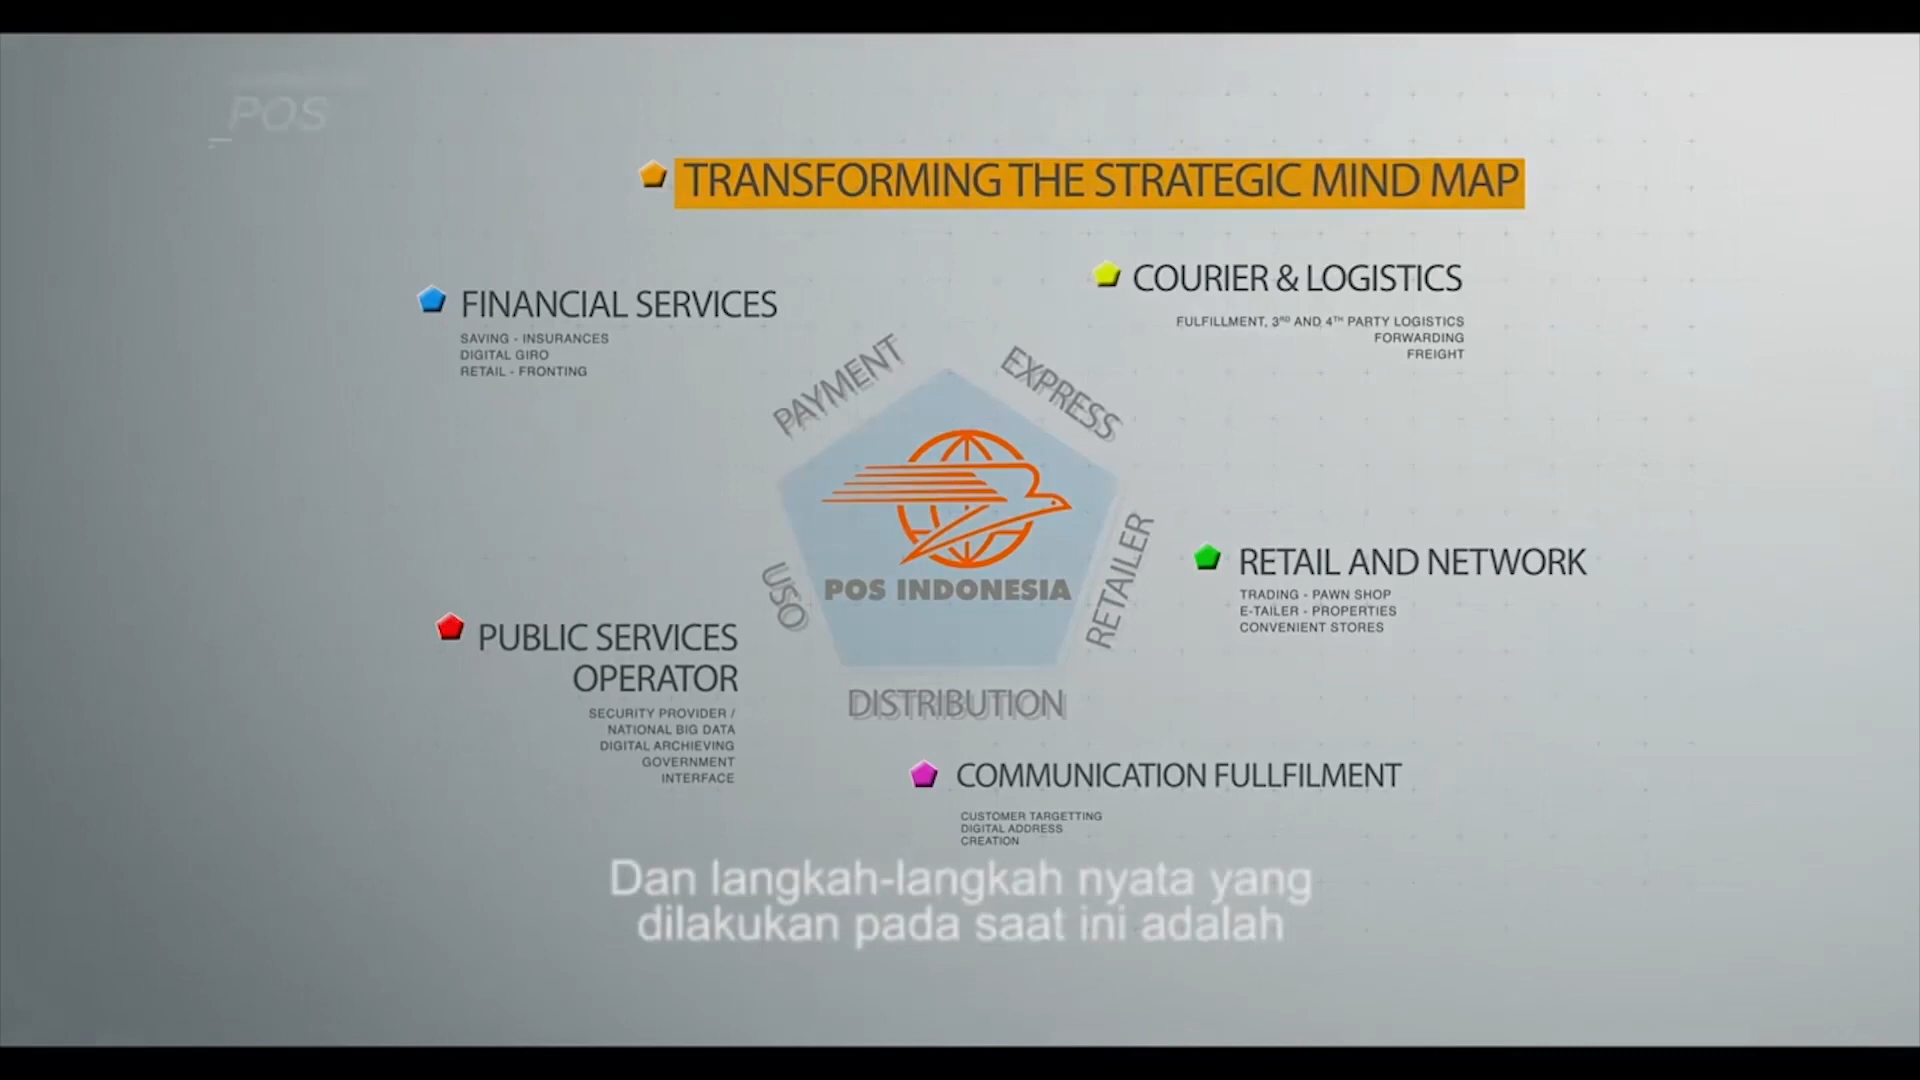 POS
TRANSFORMING THE STRATEGIC MIND MAP
FINANCIAL SERVICES
SAVING - INSURANCES
DIGITAL GIRO
RETAIL - FRONTING
COURIER & LOGISTICS
FULFILLMENT, 3RD AND 4TH PARTY LOGISTICS
FORWARDING
FREIGHT
PAYMENT
EXPRESS
POS INDONESIA
USO
RETAILER
DISTRIBUTION
RETAIL AND NETWORK
TRADING - PAWN SHOP
E-TAILER - PROPERTIES
CONVENIENT STORES
PUBLIC SERVICES
OPERATOR
SECURITY PROVIDER /
NATIONAL BIG DATA
DIGITAL ARCHIEVING
GOVERNMENT
INTERFACE
COMMUNICATION FULLFILMENT
CUSTOMER TARGETTING
DIGITAL ADDRESS
CREATION
Dan langkah-langkah nyata yang
dilakukan pada saat ini adalah